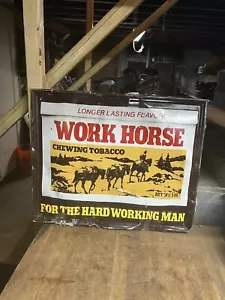 LONGER LASTING FLAVOR!
WORK HORSE
CHEWING TOBACCO
FOR THE HARD WORKING MAN